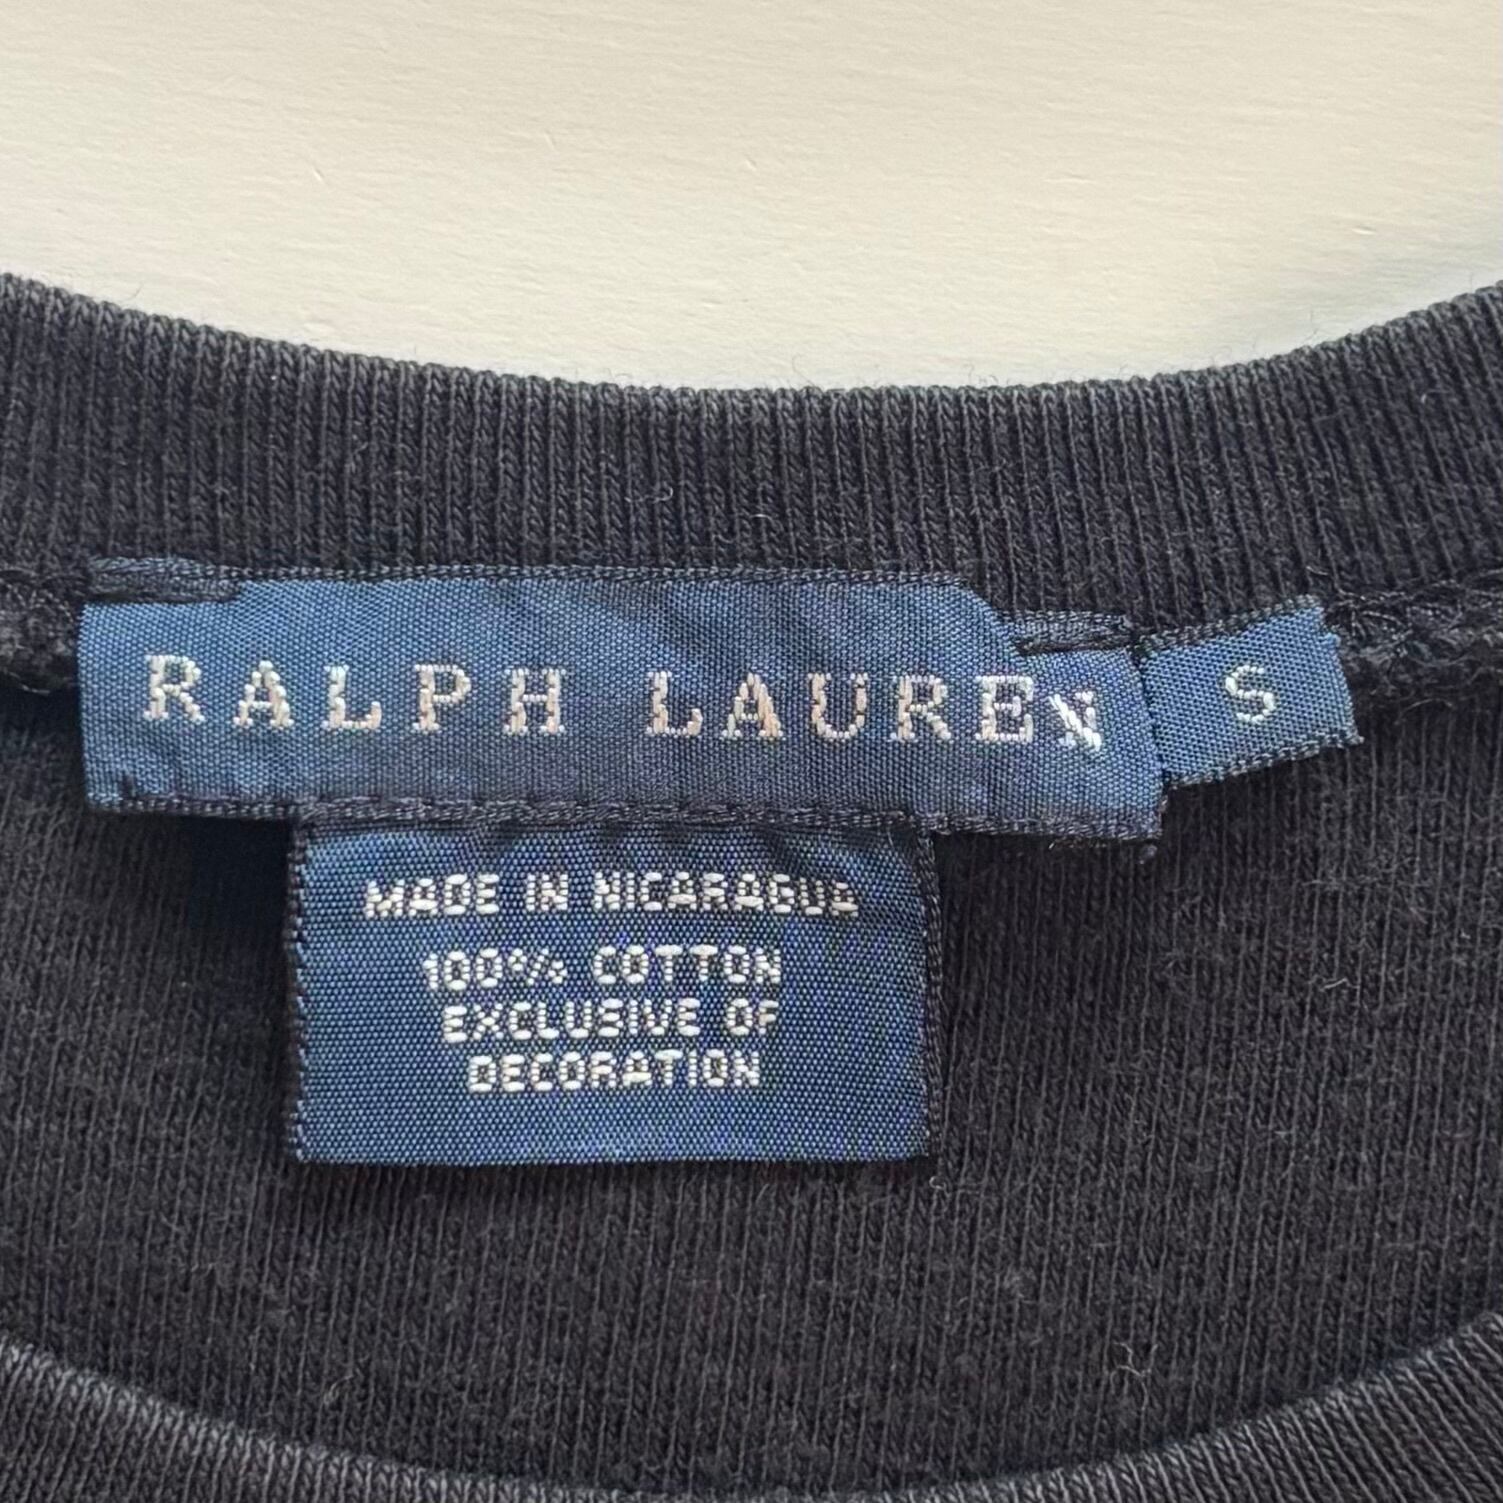 RALPH LAUREN
S
MADE IN NICARAGUA
100% COTTON
EXCLUSIVE OF
DECORATION